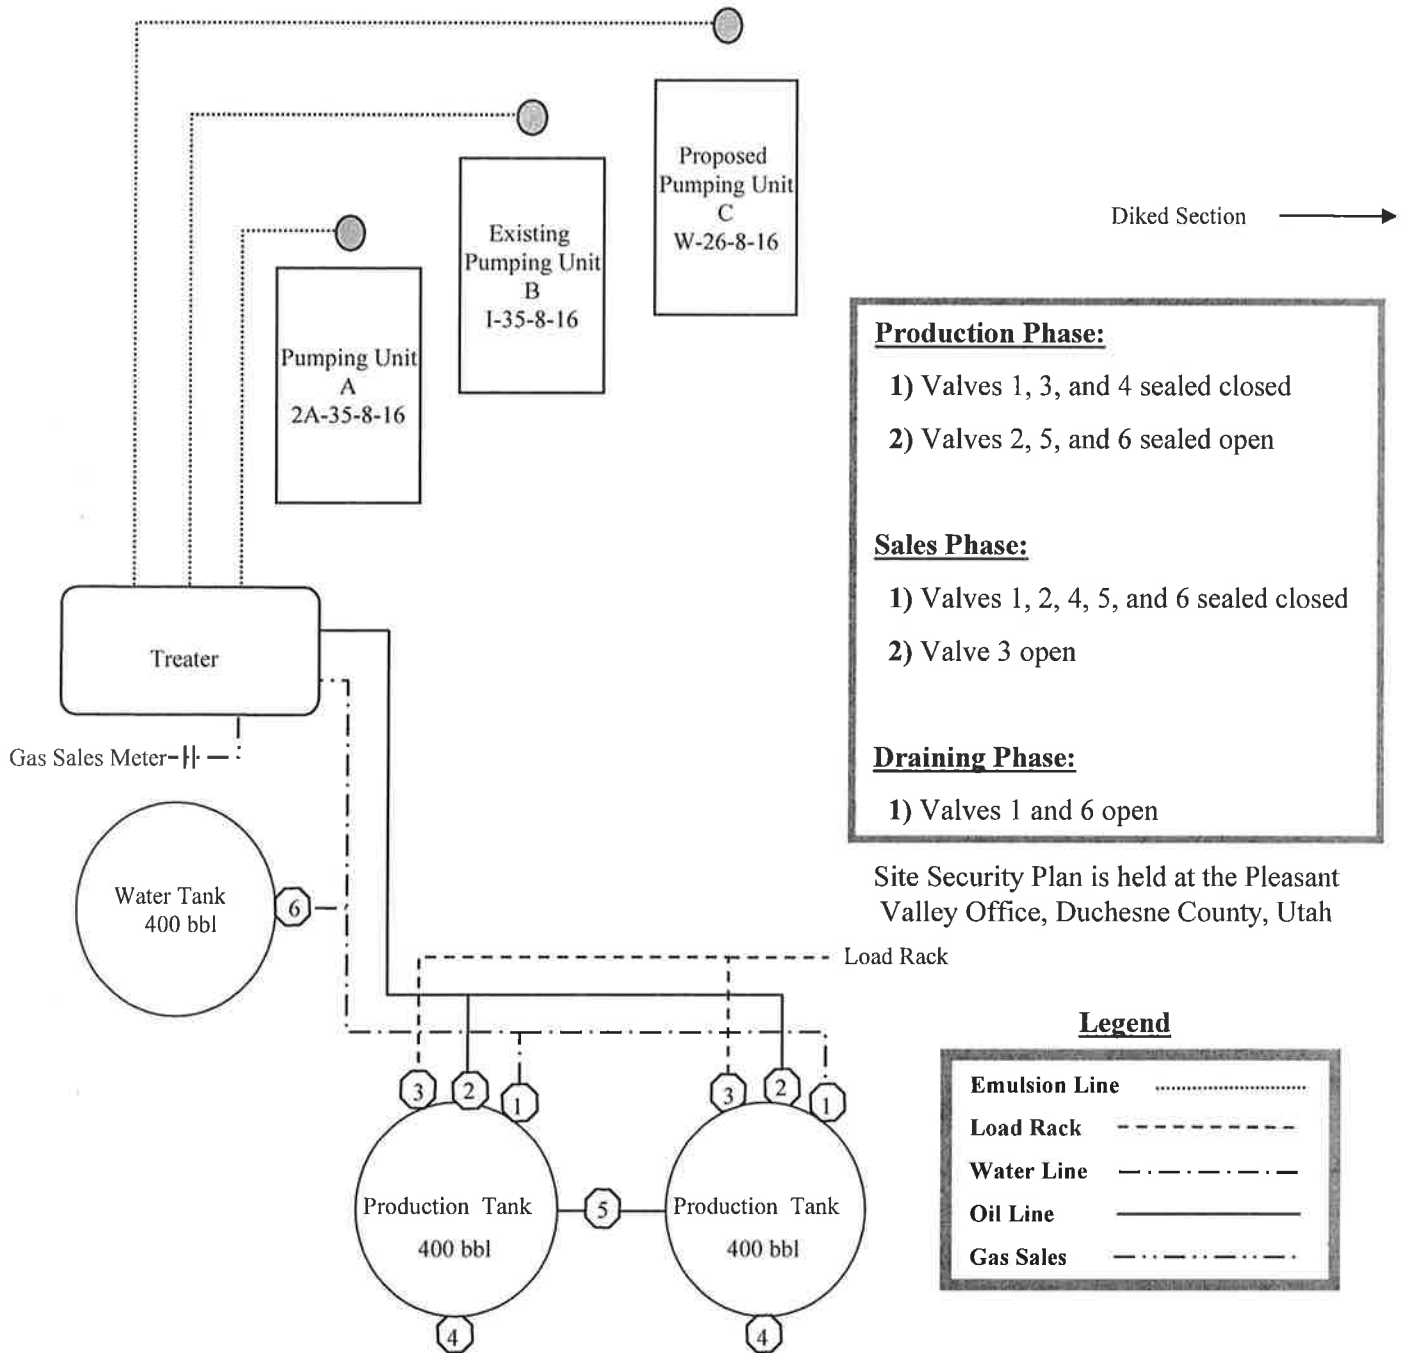 Proposed
Pumping Unit
C
W-26-8-16
Existing
Pumping Unit
B
I-35-8-16
Pumping Unit
A
2A-35-8-16
Diked Section
Production Phase:
1) Valves 1, 3, and 4 sealed closed
2) Valves 2, 5, and 6 sealed open
Sales Phase:
1) Valves 1, 2, 4, 5, and 6 sealed closed
2) Valve 3 open
Draining Phase:
1) Valves 1 and 6 open
Treater
Gas Sales Meter
Water Tank
400 bbl
6
Site Security Plan is held at the Pleasant
Valley Office, Duchesne County, Utah
Load Rack
3
2
1
3
2
1
Production Tank
400 bbl
5
Production Tank
400 bbl
4
4
Legend
Emulsion Line
Load Rack
Water Line
Oil Line
Gas Sales